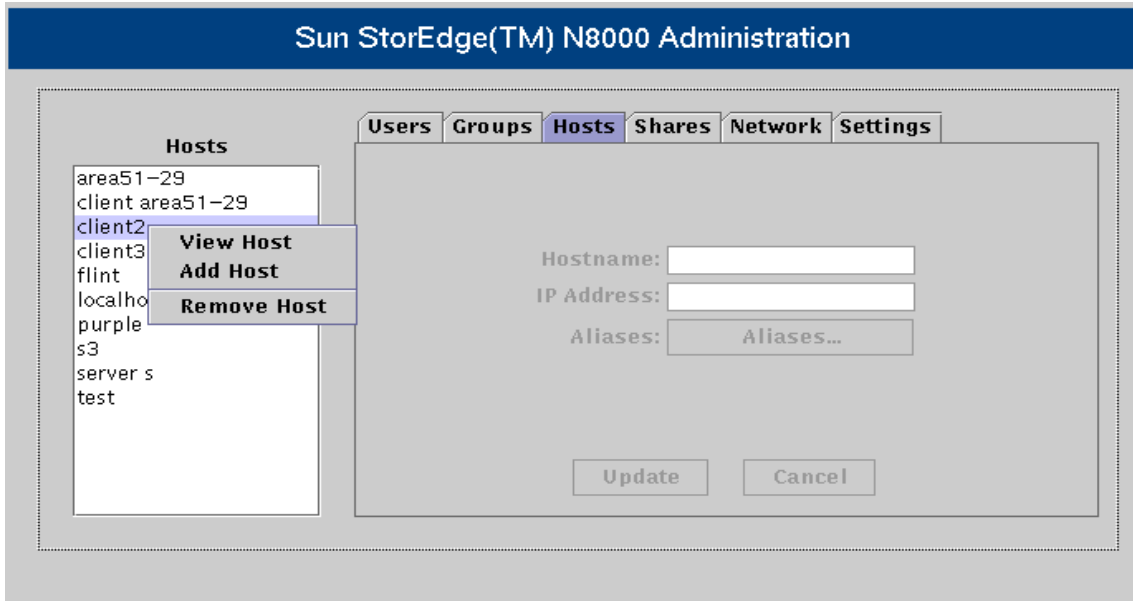 Sun StorEdge(TM) N8000 Administration
Users Groups Hosts Shares Network Settings
Hosts
area51-29
client area51-29
client2
client3
flint
localho
purple
s3
server s
test
View Host
Add Host
Remove Host
Hostname:
IP Address:
Aliases: Aliases...
Update Cancel